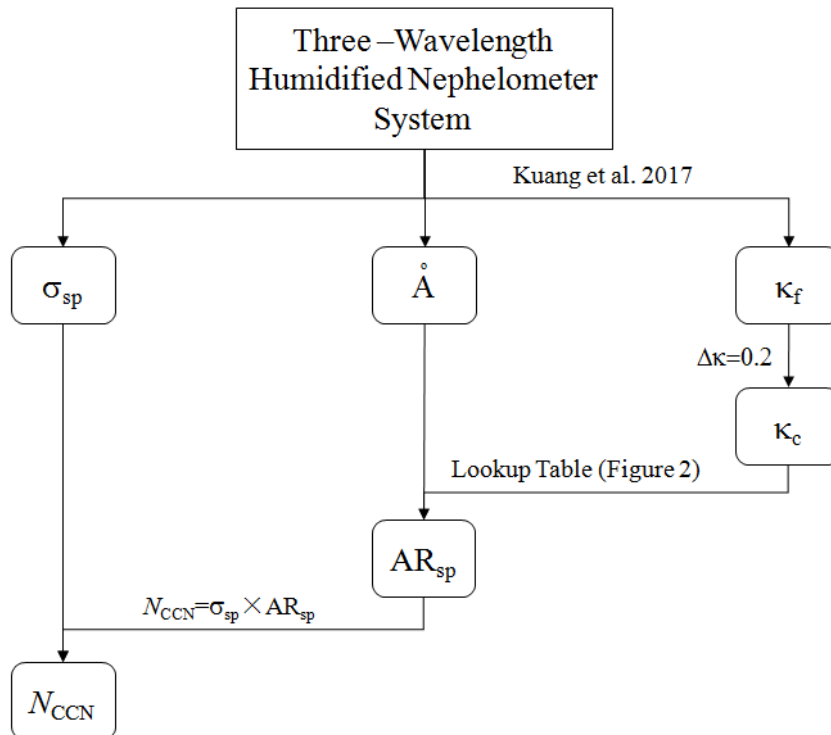 Three –Wavelength
Humidified Nephelometer
System
Kuang et al. 2017
σsp
Å
κf
Δκ=0.2
κc
Lookup Table (Figure 2)
ARsp
NCCN=σsp×ARsp
NCCN